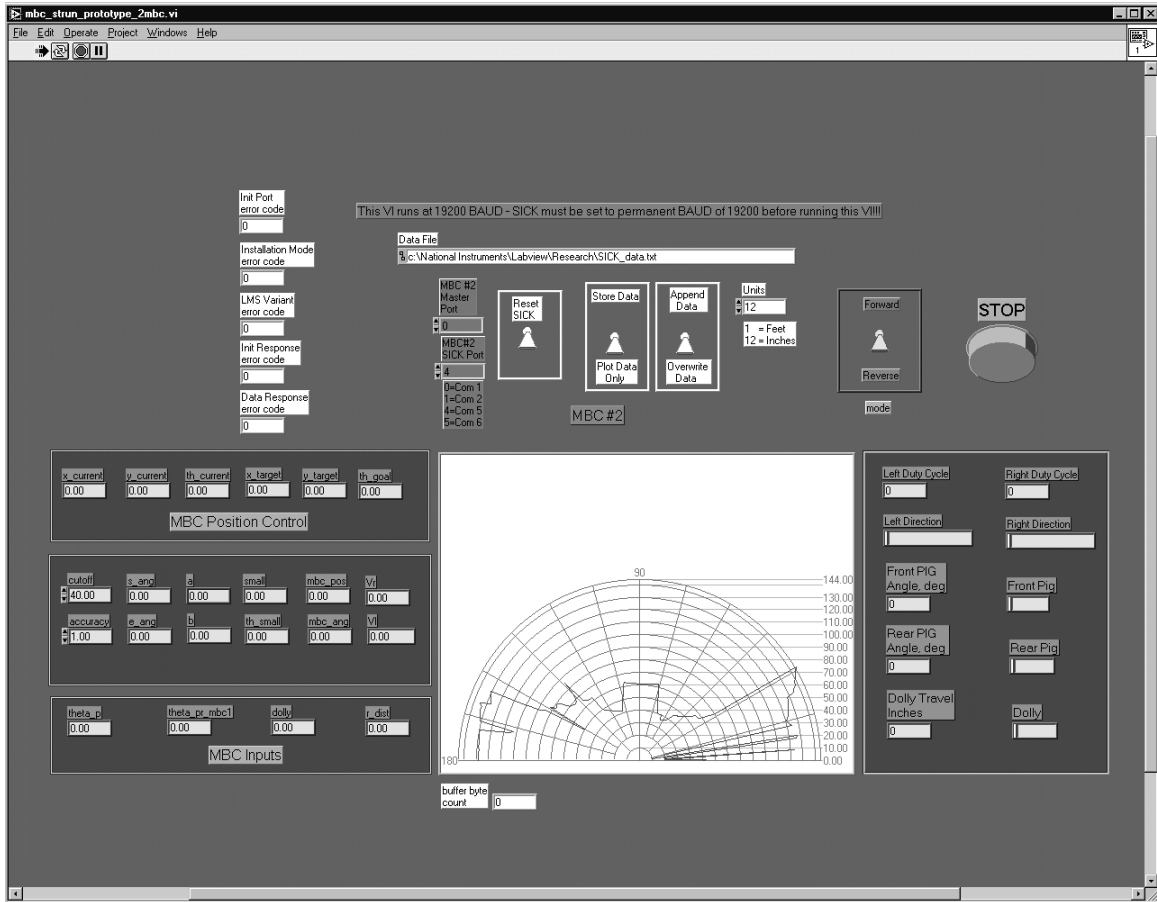 mbc_strun_prototype_2mbc.vi
File Edit Operate Project Windows Help
1
Init Port
error code
0
Installation Mode
error code
0
LMS Variant
error code
0
Init Response
error code
0
Data Response
error code
0
This VI runs at 19200 BAUD - SICK must be set to permanent BAUD of 19200 before running this VI!!!
Data File
c:\National Instruments\Labview\Research\SICK_data.txt
MBC #2
Master
Port
0
MBC#2
SICK Port
4
0=Com 1
1=Com 2
4=Com 5
5=Com 6
Reset
SICK
Store Data
Plot Data
Only
Append
Data
Overwrite
Data
MBC #2
Units
12
1 = Feet
12 = Inches
Forward
Reverse
mode
STOP
x_current y_current th_current x_target y_target th_goal
0.00 0.00 0.00 0.00 0.00 0.00
MBC Position Control
cutoff s_ang a small mbc_pos Vr
40.00 0.00 0.00 0.00 0.00 0.00
accuracy e_ang b th_small mbc_ang Vl
1.00 0.00 0.00 0.00 0.00 0.00
theta_p theta_pr_mbc1 dolly r_dist
0.00 0.00 0.00 0.00
MBC Inputs
90
144.00
130.00
120.00
110.00
100.00
90.00
80.00
70.00
60.00
50.00
40.00
30.00
20.00
10.00
0.00
180
buffer byte
count
0
Left Duty Cycle Right Duty Cycle
0 0
Left Direction Right Direction
Front PIG
Angle, deg
0
Front Pig
Rear PIG
Angle, deg
0
Rear Pig
Dolly Travel
Inches
0
Dolly